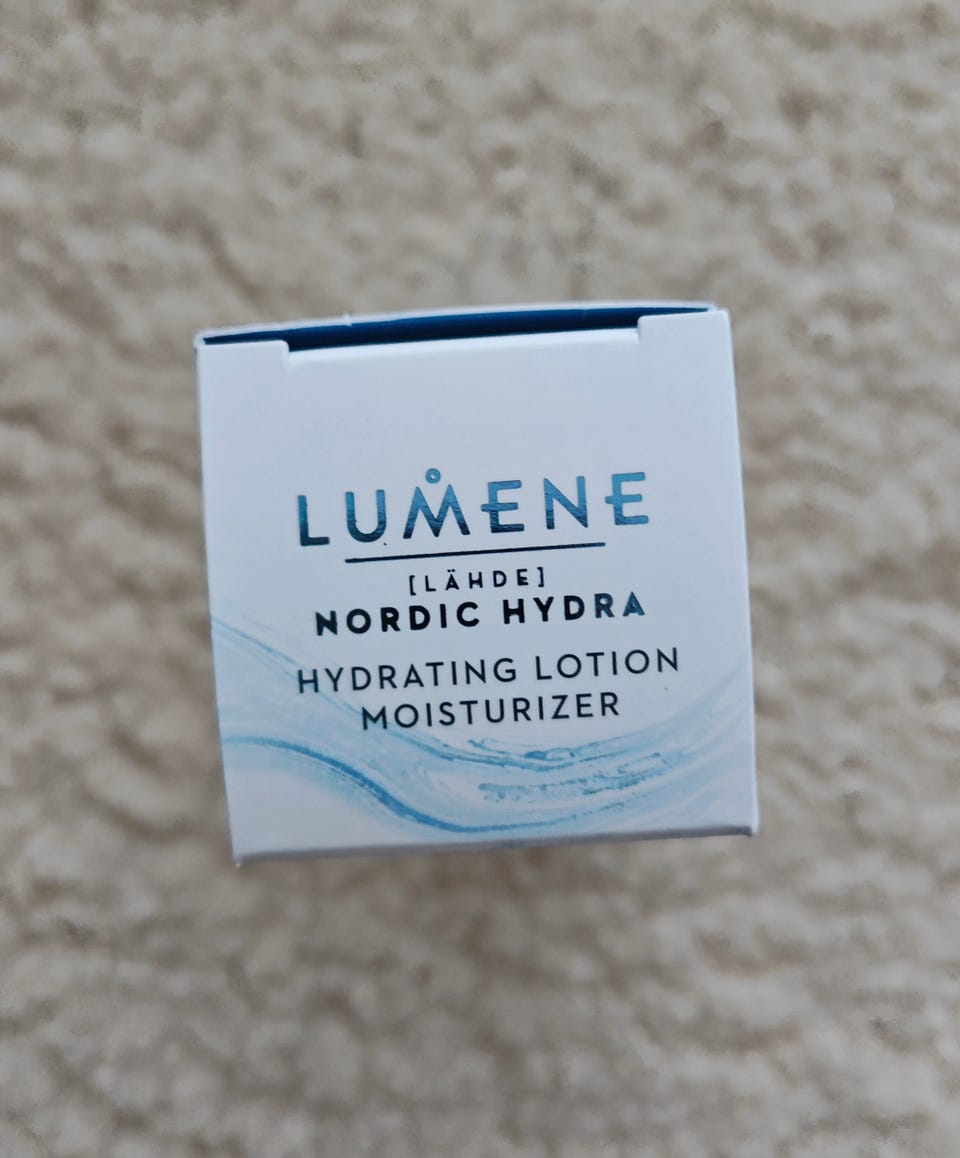 LUMENE
[LÄHDE]
NORDIC HYDRA
HYDRATING LOTION
MOISTURIZER